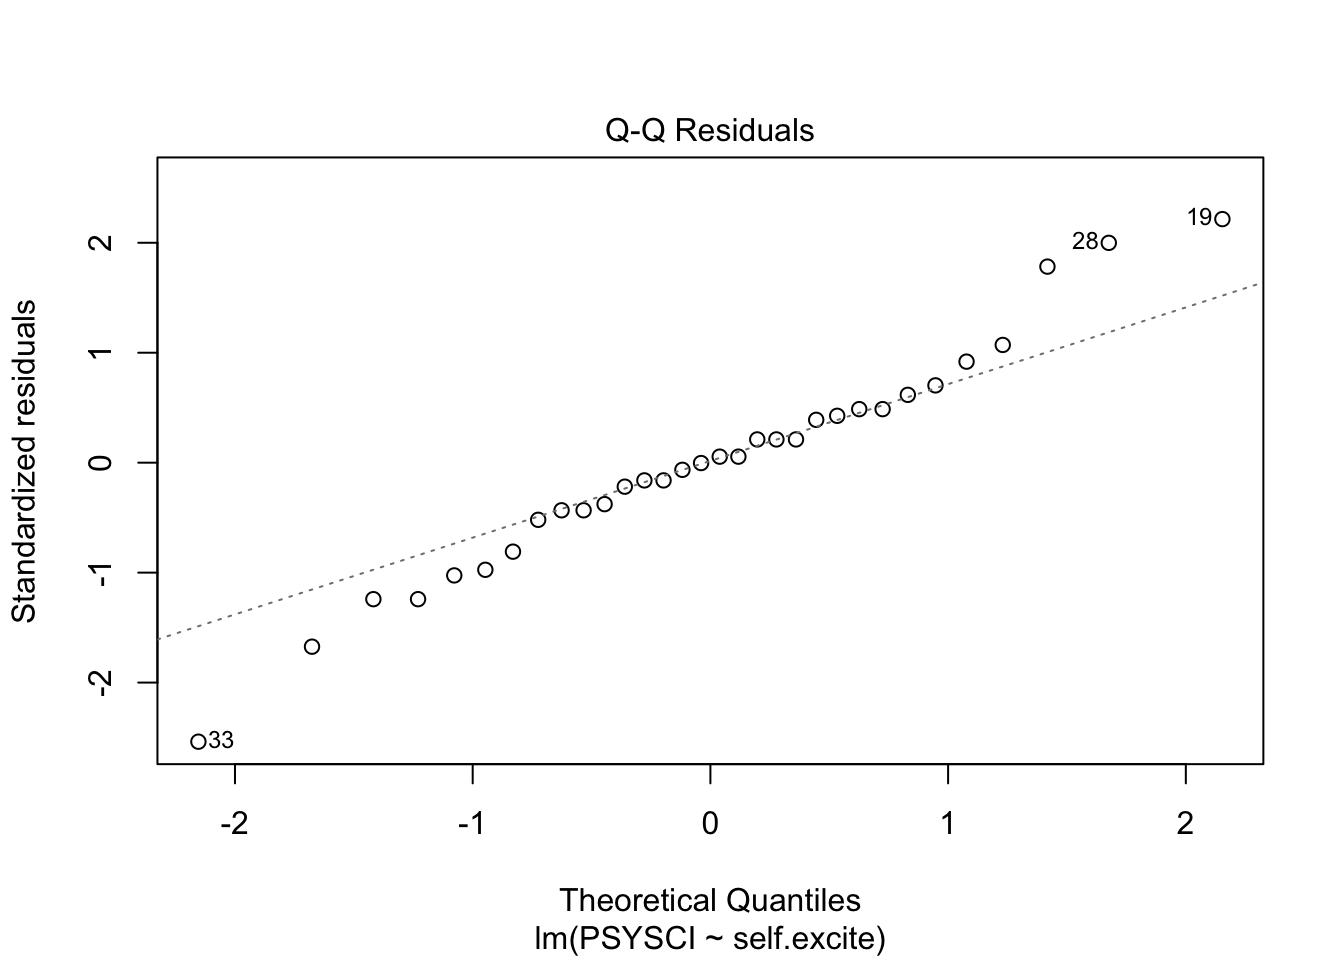 Q-Q Residuals
Standardized residuals
2
1
0
-1
-2
19
28
33
-2 -1 0 1 2
Theoretical Quantiles
lm(PSYSCI ~ self.excite)